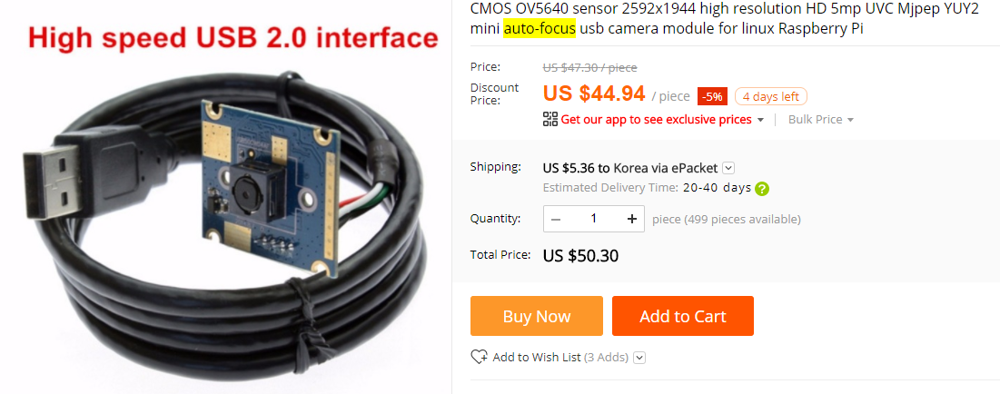 High speed USB 2.0 interface
CMOS OV5640 sensor 2592x1944 high resolution HD 5mp UVC Mjpep YUY2
mini auto-focus usb camera module for linux Raspberry Pi
Price: US $47.30 / piece
Discount
Price: US $44.94 / piece -5% 4 days left
Get our app to see exclusive prices Bulk Price
Shipping: US $5.36 to Korea via ePacket
Estimated Delivery Time: 20-40 days ?
Quantity: − 1 + piece (499 pieces available)
Total Price: US $50.30
Buy Now Add to Cart
Add to Wish List (3 Adds)